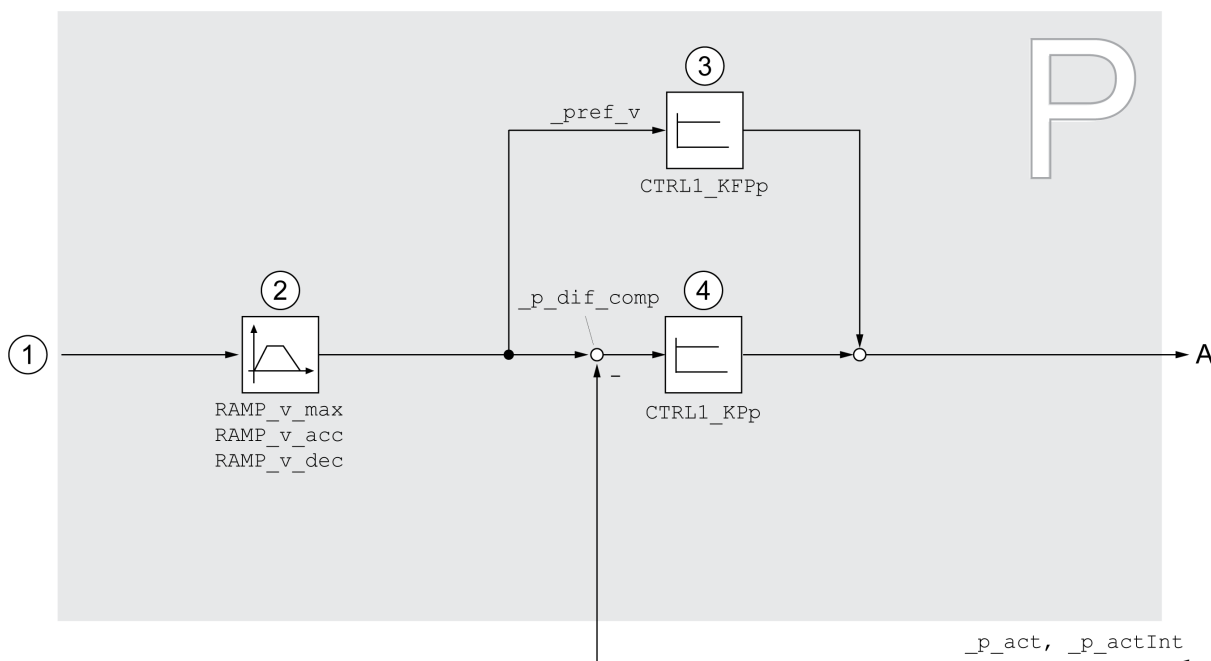 P
3
_pref_v
CTRL1_KFPp
2
_p_dif_comp
4
1
A
-
RAMP_v_max
RAMP_v_acc
RAMP_v_dec
CTRL1_KPp
_p_act, _p_actInt